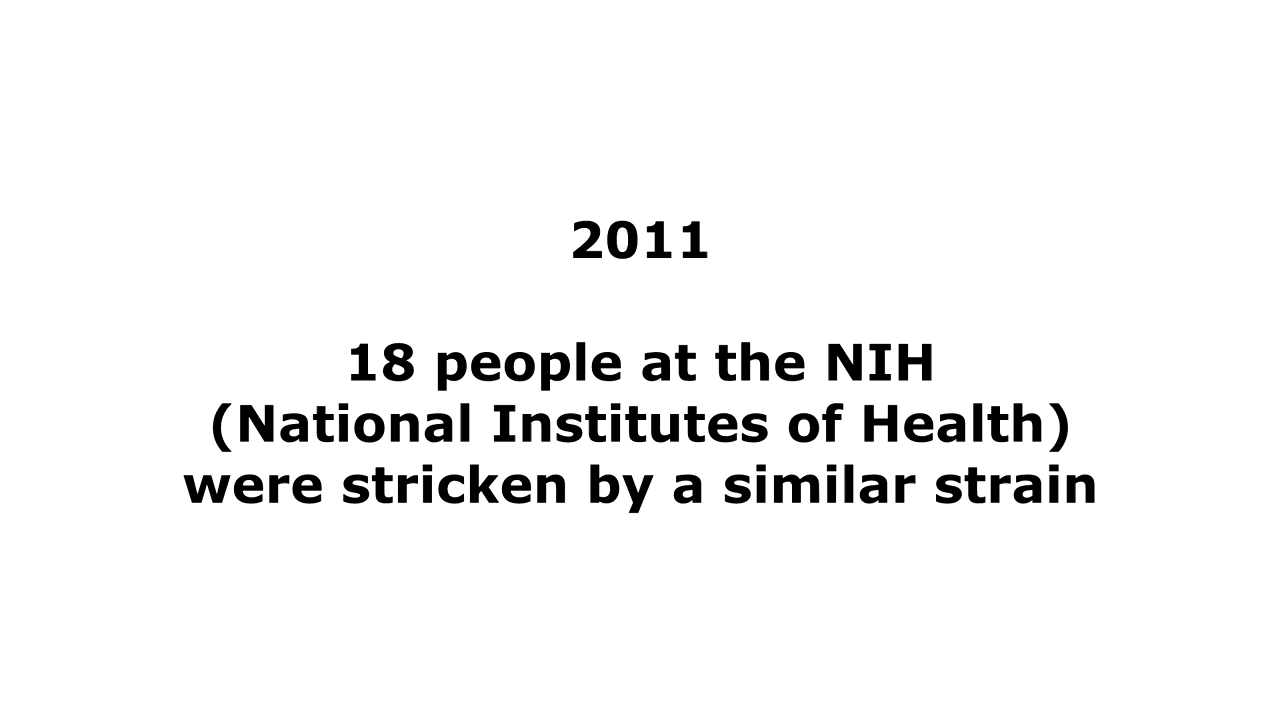 2011
18 people at the NIH
(National Institutes of Health)
were stricken by a similar strain